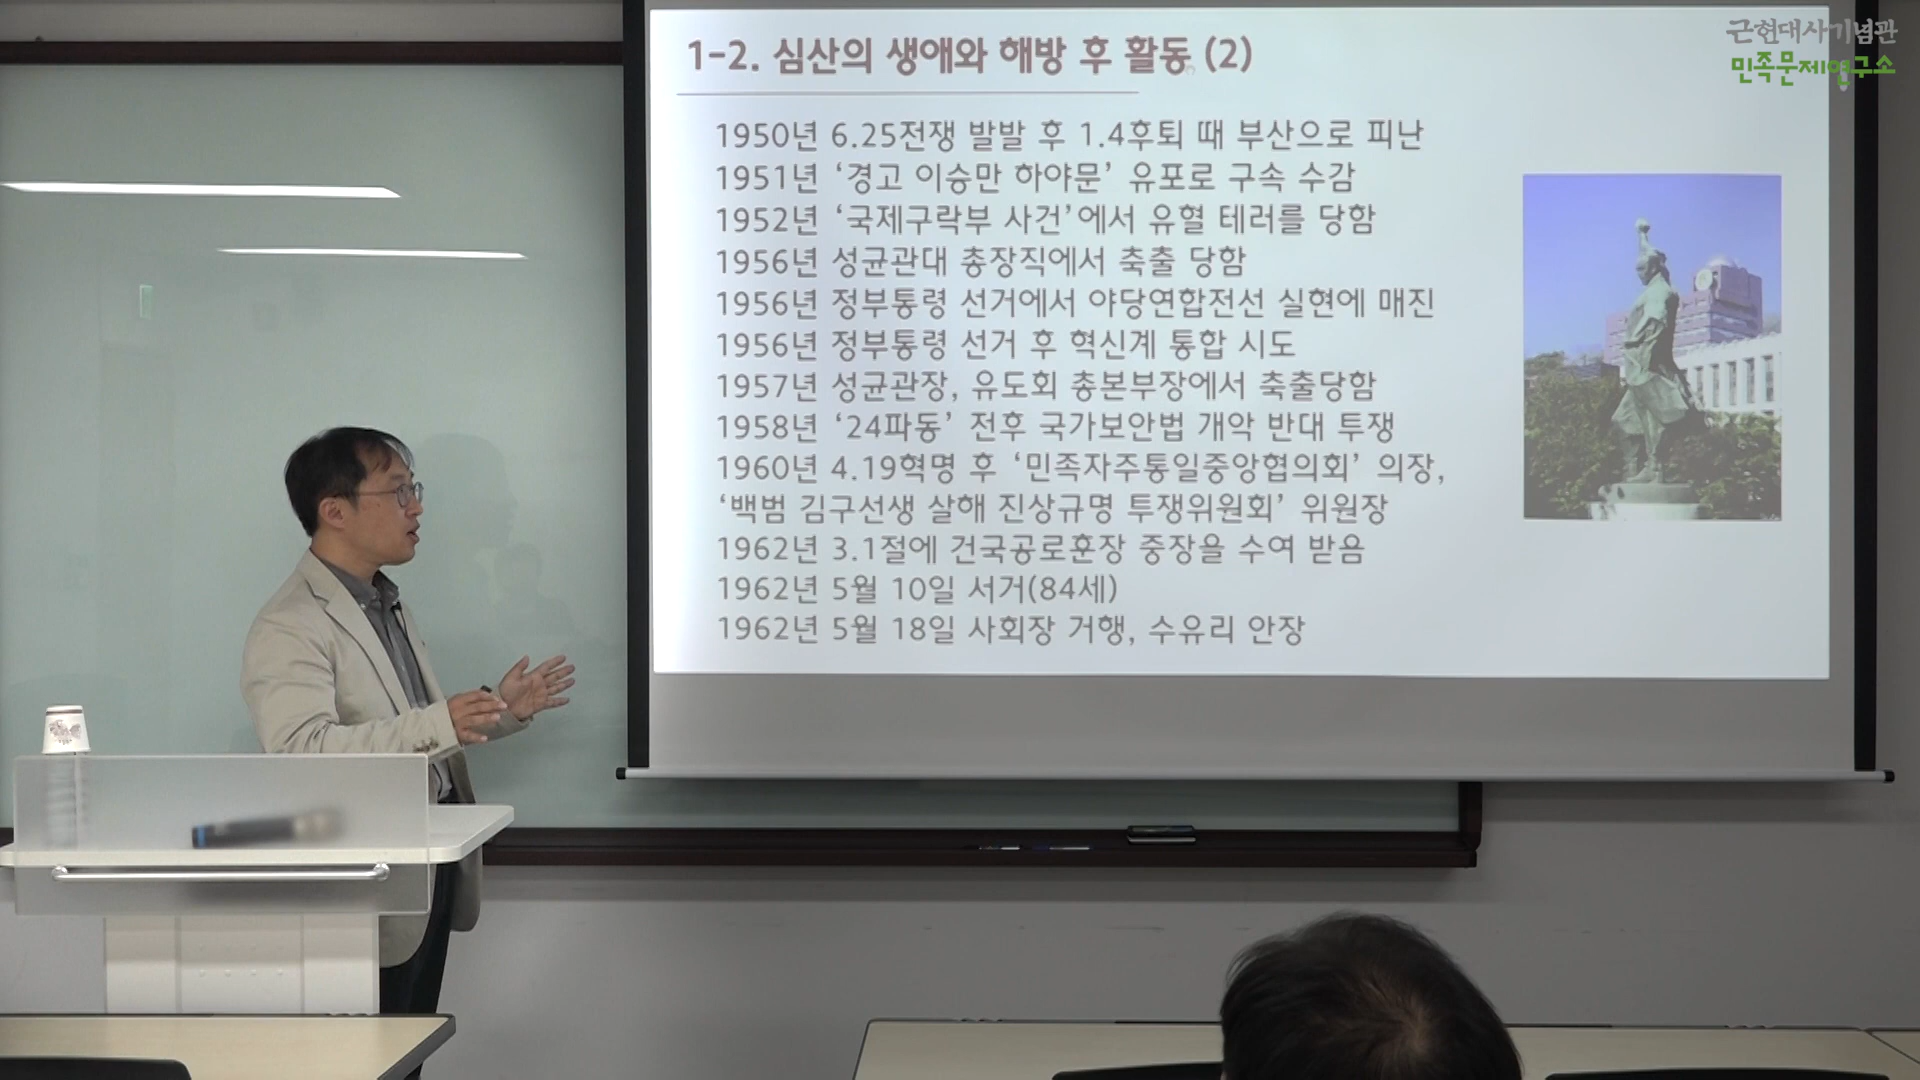 1-2. 심산의 생애와 해방 후 활동 (2)
1950년 6.25전쟁 발발 후 1.4후퇴 때 부산으로 피난
1951년 ‘경고 이승만 하야문’ 유포로 구속 수감
1952년 ‘국제구락부 사건’에서 유혈 테러를 당함
1956년 성균관대 총장직에서 축출 당함
1956년 정부통령 선거에서 야당연합전선 실현에 매진
1956년 정부통령 선거 후 혁신계 통합 시도
1957년 성균관장, 유도회 총본부장에서 축출당함
1958년 ‘24파동’ 전후 국가보안법 개악 반대 투쟁
1960년 4.19혁명 후 ‘민족자주통일중앙협의회’ 의장,
‘백범 김구선생 살해 진상규명 투쟁위원회’ 위원장
1962년 3.1절에 건국공로훈장 중장을 수여 받음
1962년 5월 10일 서거(84세)
1962년 5월 18일 사회장 거행, 수유리 안장
근현대사기념관
민족문제연구소